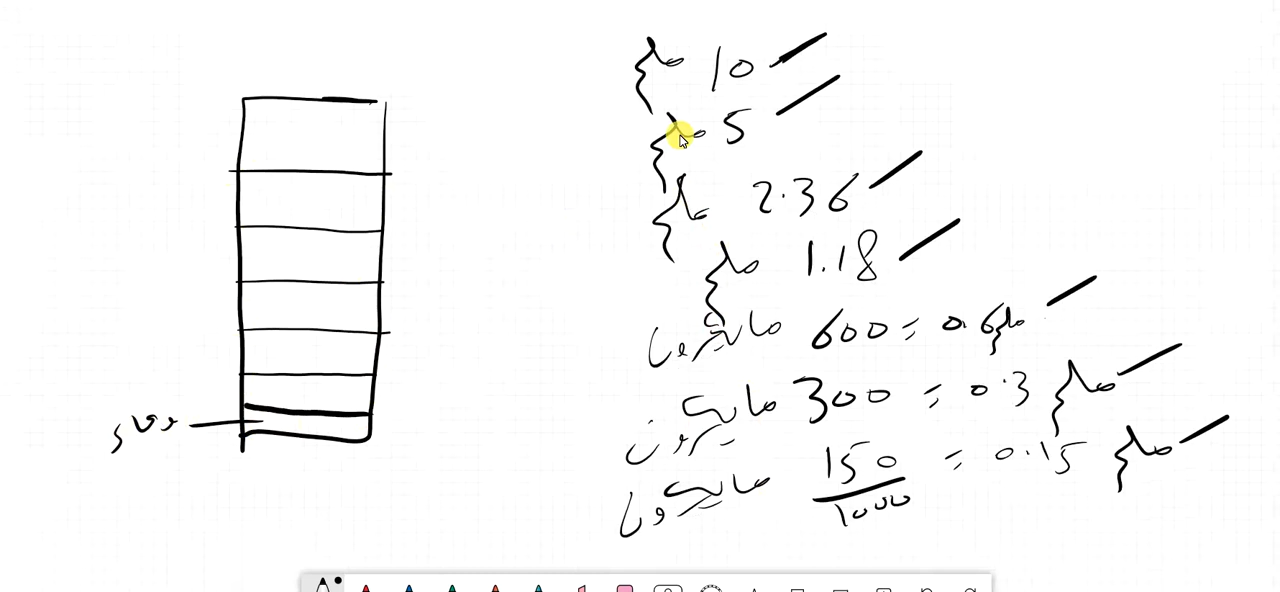 10 ملم
5 ملم
2.36 ملم
1.18 ملم
600 مايكرون = 0.6 ملم
300 مايكرون = 0.3 ملم
150/1000 مايكرون = 0.15 ملم
وعاء